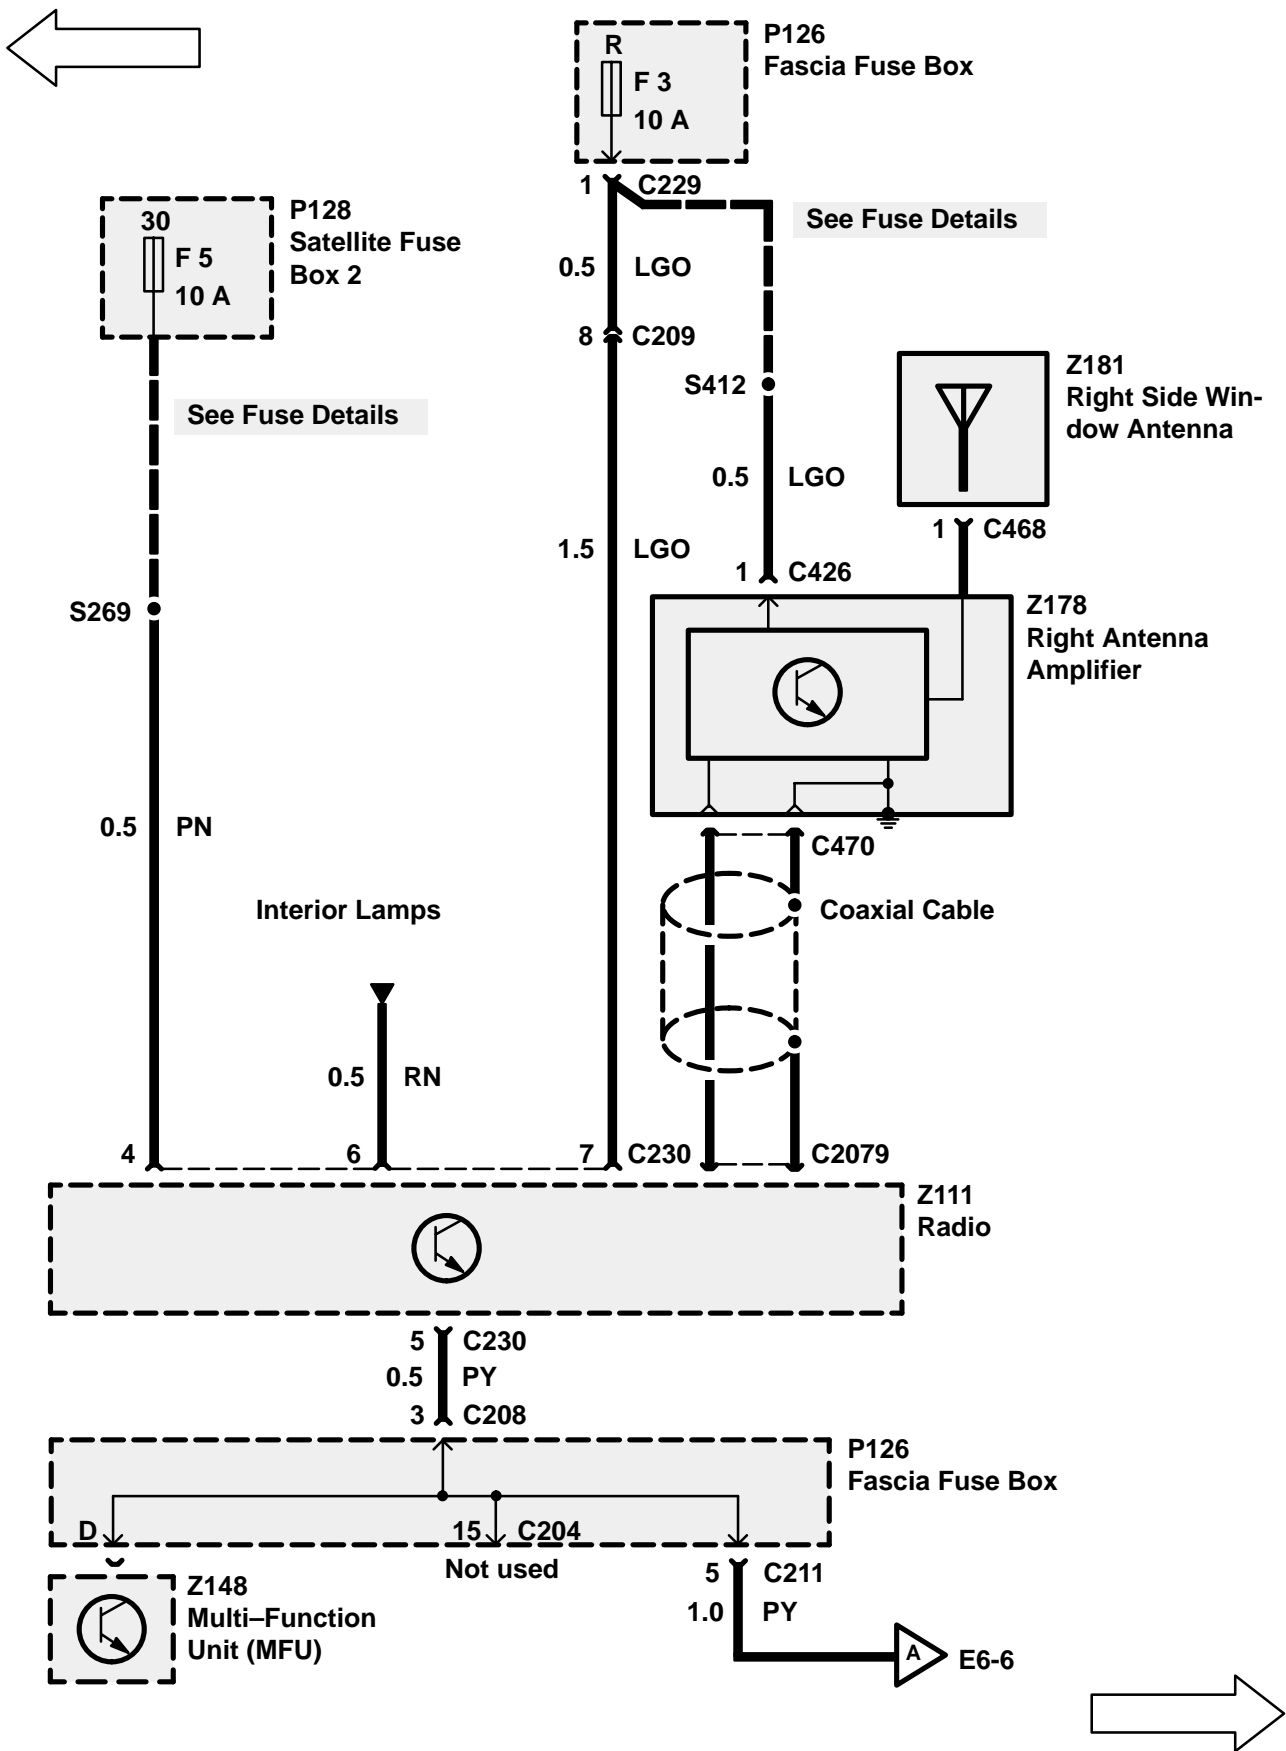 R
F 3
10 A
P126
Fascia Fuse Box
1 C229
See Fuse Details
30
F 5
10 A
P128
Satellite Fuse
Box 2
0.5 LGO
8 C209
S412
Z181
Right Side Win-
dow Antenna
See Fuse Details
0.5 LGO
1 C468
1.5 LGO
1 C426
S269
Z178
Right Antenna
Amplifier
0.5 PN
C470
Interior Lamps
Coaxial Cable
0.5 RN
4 6 7 C230 C2079
Z111
Radio
5 C230
0.5 PY
3 C208
P126
Fascia Fuse Box
D 15 C204
Not used
5 C211
Z148
Multi–Function
Unit (MFU)
1.0 PY
A E6-6